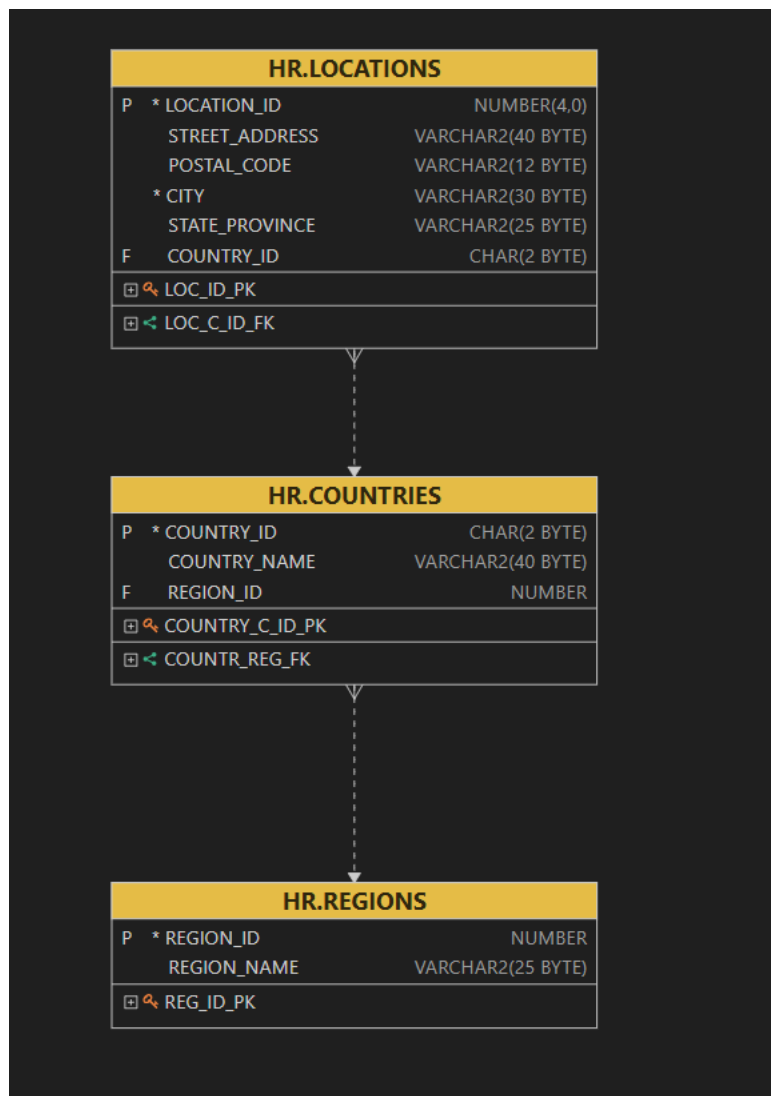 HR.LOCATIONS
P * LOCATION_ID NUMBER(4,0)
STREET_ADDRESS VARCHAR2(40 BYTE)
POSTAL_CODE VARCHAR2(12 BYTE)
* CITY VARCHAR2(30 BYTE)
STATE_PROVINCE VARCHAR2(25 BYTE)
F COUNTRY_ID CHAR(2 BYTE)
LOC_ID_PK
LOC_C_ID_FK
HR.COUNTRIES
P * COUNTRY_ID CHAR(2 BYTE)
COUNTRY_NAME VARCHAR2(40 BYTE)
F REGION_ID NUMBER
COUNTRY_C_ID_PK
COUNTR_REG_FK
HR.REGIONS
P * REGION_ID NUMBER
REGION_NAME VARCHAR2(25 BYTE)
REG_ID_PK